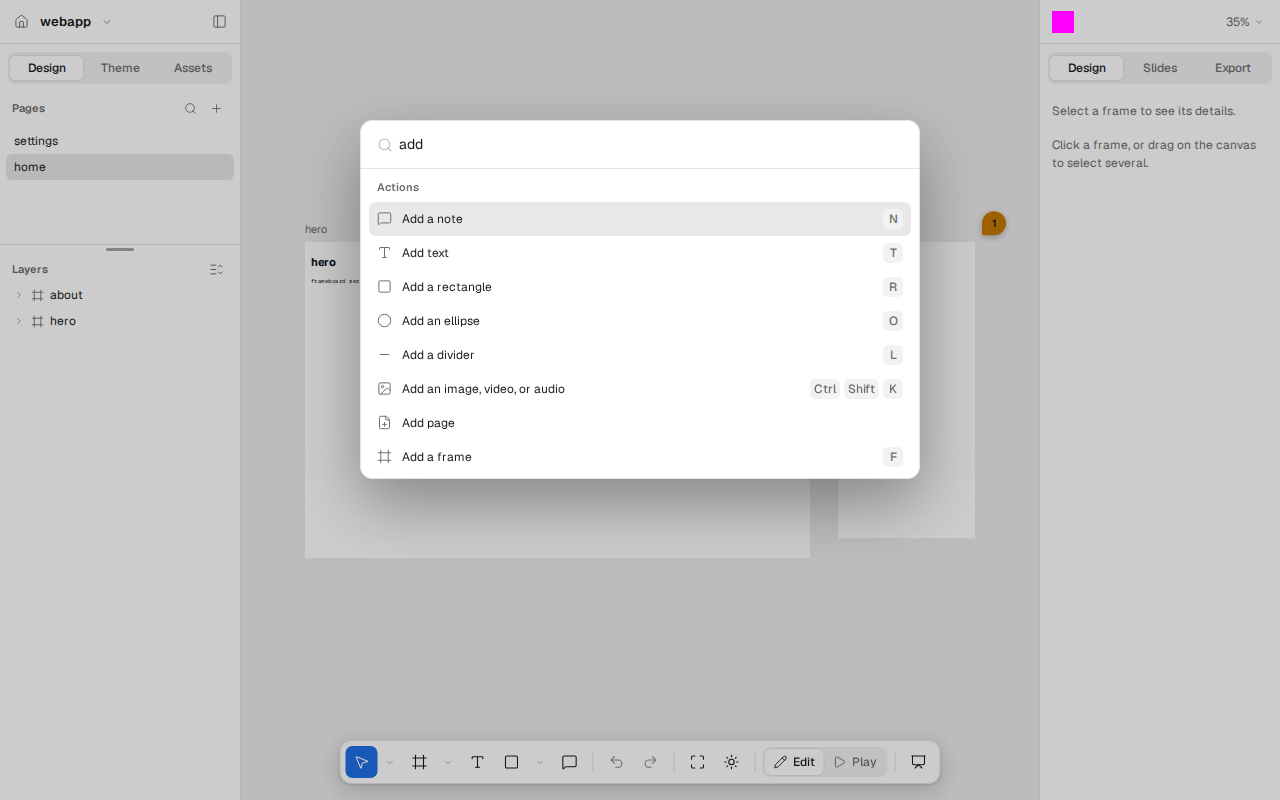 webapp
35%
Design
Theme
Assets
Design
Slides
Export
Pages
settings
home
Select a frame to see its details.
Click a frame, or drag on the canvas
to select several.
add
Actions
Add a note N
Add text T
Add a rectangle R
Add an ellipse O
Add a divider L
Add an image, video, or audio Ctrl Shift K
Add page
Add a frame F
hero
hero
frameboard
1
Layers
about
hero
Edit
Play